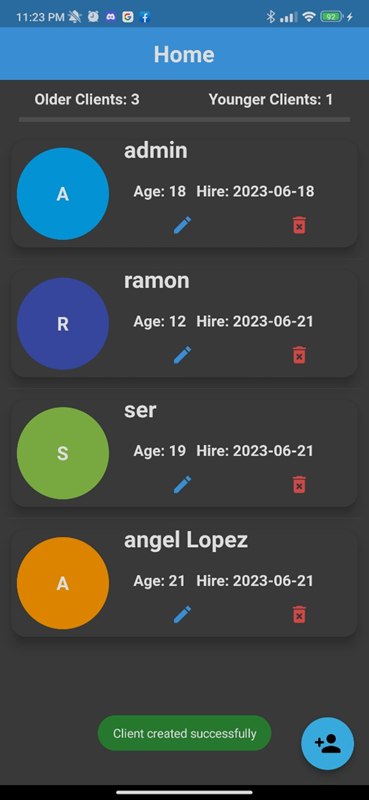 11:23 PM 92
Home
Older Clients: 3 Younger Clients: 1
admin
A
Age: 18 Hire: 2023-06-18
ramon
R
Age: 12 Hire: 2023-06-21
ser
S
Age: 19 Hire: 2023-06-21
angel Lopez
A
Age: 21 Hire: 2023-06-21
Client created successfully